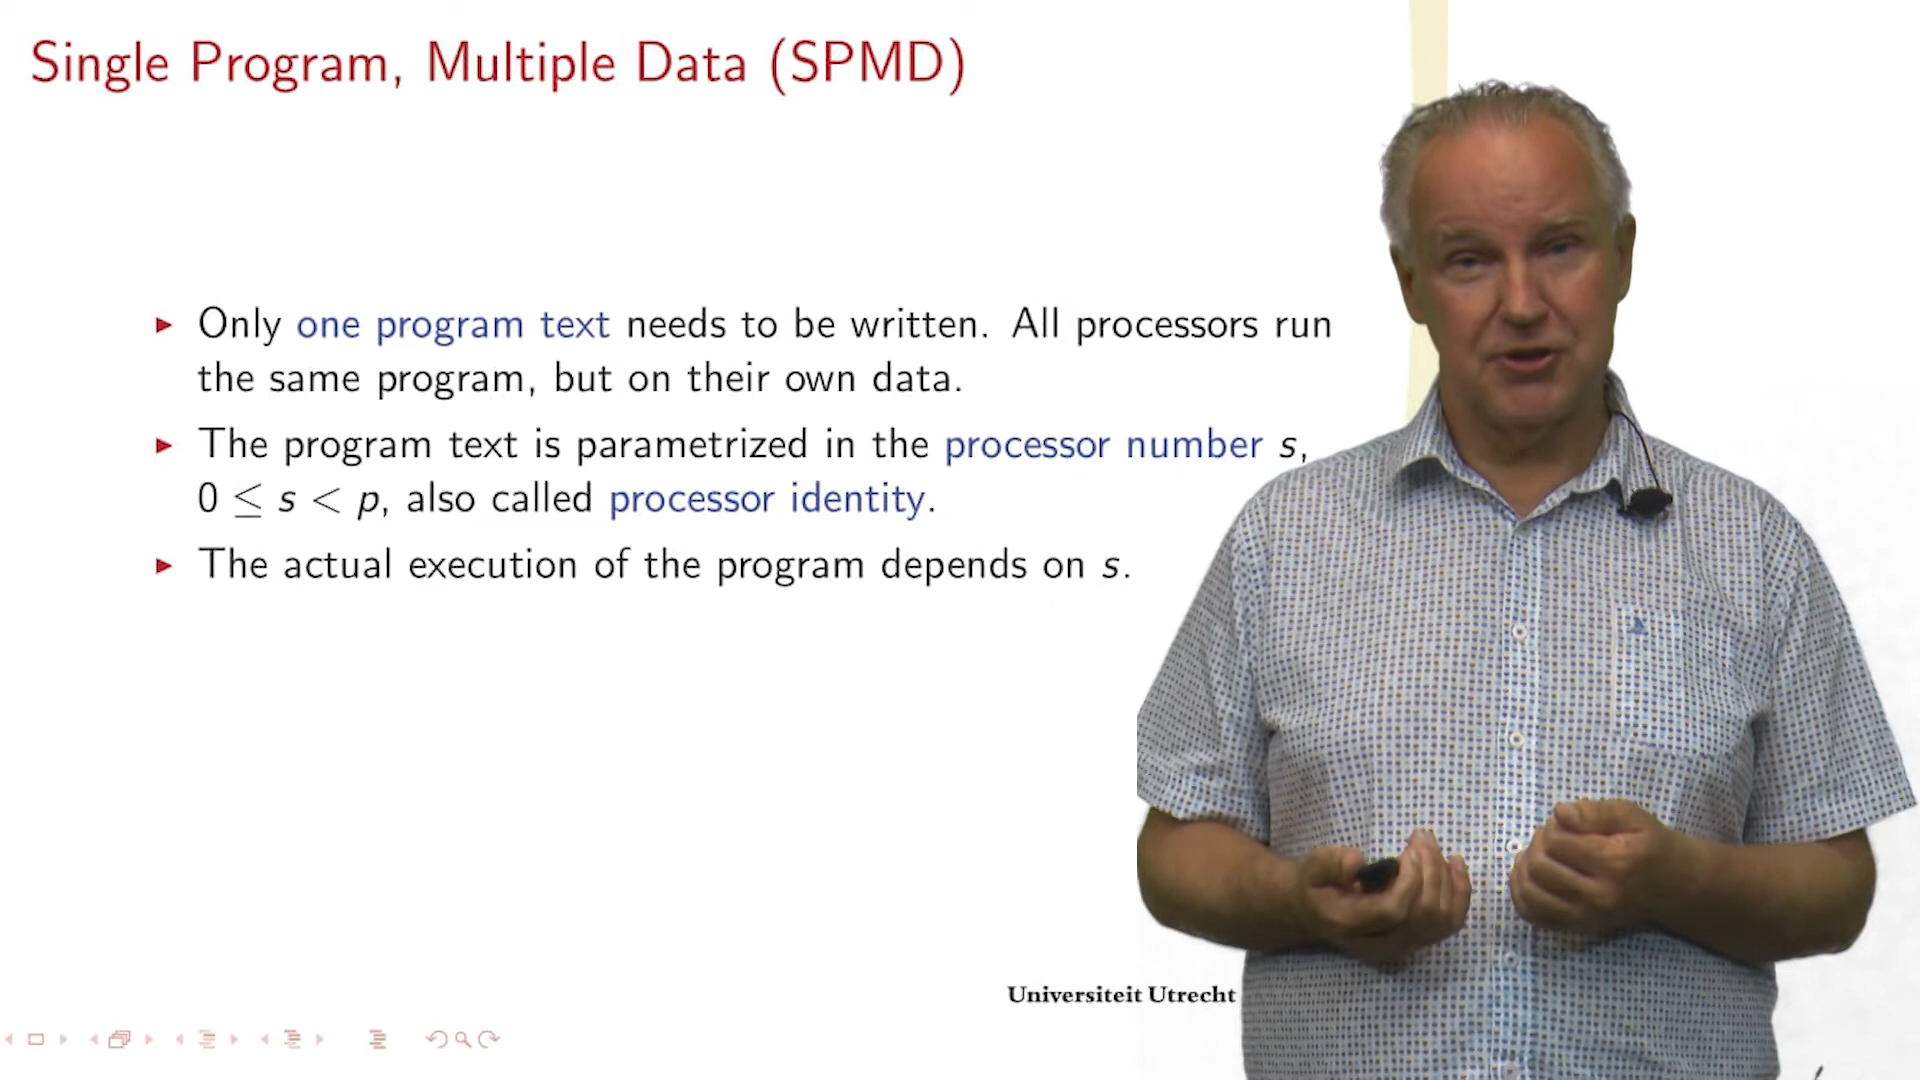 Single Program, Multiple Data (SPMD)
▶ Only one program text needs to be written. All processors run
the same program, but on their own data.
▶ The program text is parametrized in the processor number s,
0 ≤ s < p, also called processor identity.
▶ The actual execution of the program depends on s.
Universiteit Utrecht